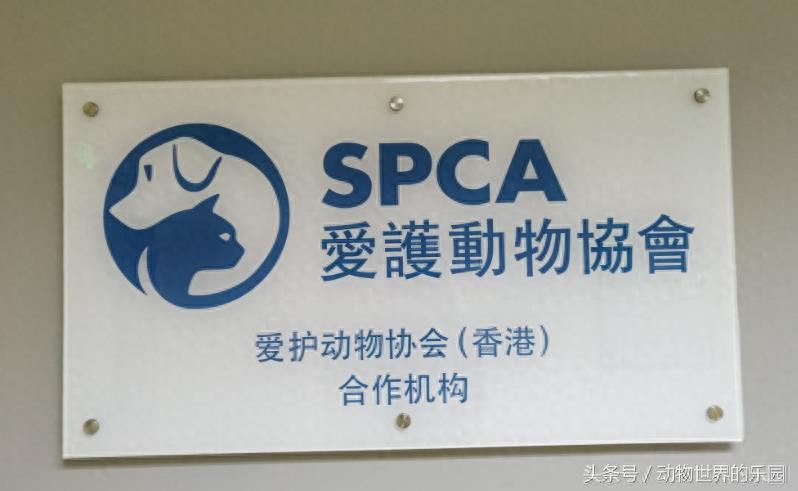 SPCA
愛護動物協會
爱护动物协会(香港)
合作机构
头条号 / 动物世界的乐园